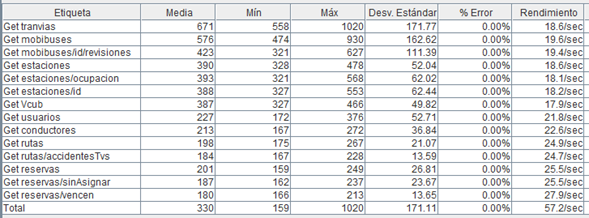 Etiqueta Media Mín Máx Desv. Estándar % Error Rendimiento
Get tranvias 671 558 1020 171.77 0.00% 18.6/sec
Get mobibuses 576 474 930 162.62 0.00% 19.6/sec
Get mobibuses/id/revisiones 423 321 627 111.39 0.00% 19.4/sec
Get estaciones 390 328 478 52.04 0.00% 18.6/sec
Get estaciones/ocupacion 393 321 568 62.02 0.00% 18.1/sec
Get estaciones/id 388 327 553 62.44 0.00% 18.2/sec
Get Vcub 387 327 466 49.82 0.00% 17.9/sec
Get usuarios 227 172 376 52.71 0.00% 21.8/sec
Get conductores 213 167 272 36.84 0.00% 22.6/sec
Get rutas 198 175 267 21.07 0.00% 24.9/sec
Get rutas/accidentesTvs 184 167 228 13.59 0.00% 24.7/sec
Get reservas 201 159 249 26.81 0.00% 25.5/sec
Get reservas/sinAsignar 187 162 237 23.67 0.00% 25.5/sec
Get reservas/vencen 180 166 213 13.65 0.00% 27.9/sec
Total 330 159 1020 171.11 0.00% 57.2/sec